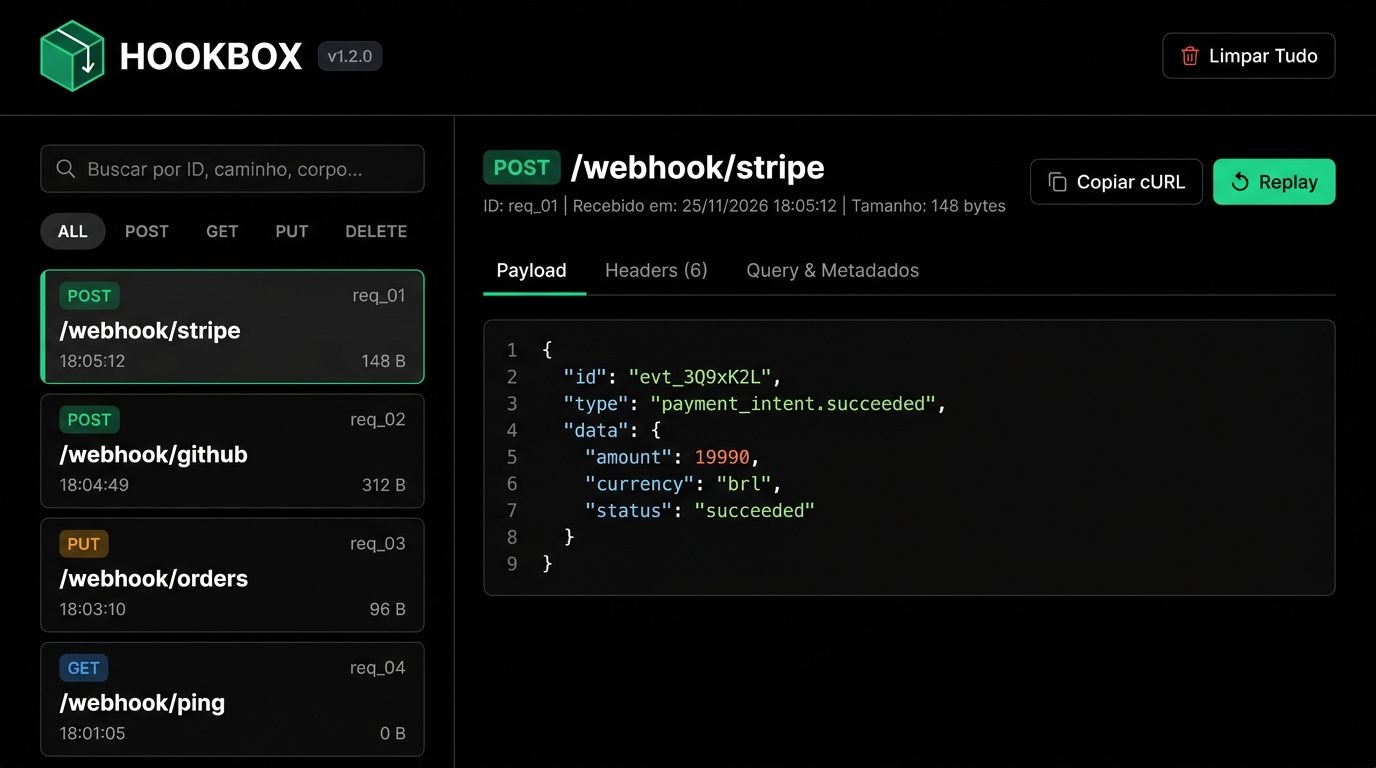 HOOKBOX v1.2.0
Limpar Tudo
Buscar por ID, caminho, corpo...
ALL POST GET PUT DELETE
POST req_01
/webhook/stripe
18:05:12 148 B
POST req_02
/webhook/github
18:04:49 312 B
PUT req_03
/webhook/orders
18:03:10 96 B
GET req_04
/webhook/ping
18:01:05 0 B
POST /webhook/stripe
ID: req_01 | Recebido em: 25/11/2026 18:05:12 | Tamanho: 148 bytes
Copiar cURL Replay
Payload Headers (6) Query & Metadados
1 {
2 "id": "evt_3Q9xK2L",
3 "type": "payment_intent.succeeded",
4 "data": {
5 "amount": 19990,
6 "currency": "brl",
7 "status": "succeeded"
8 }
9 }